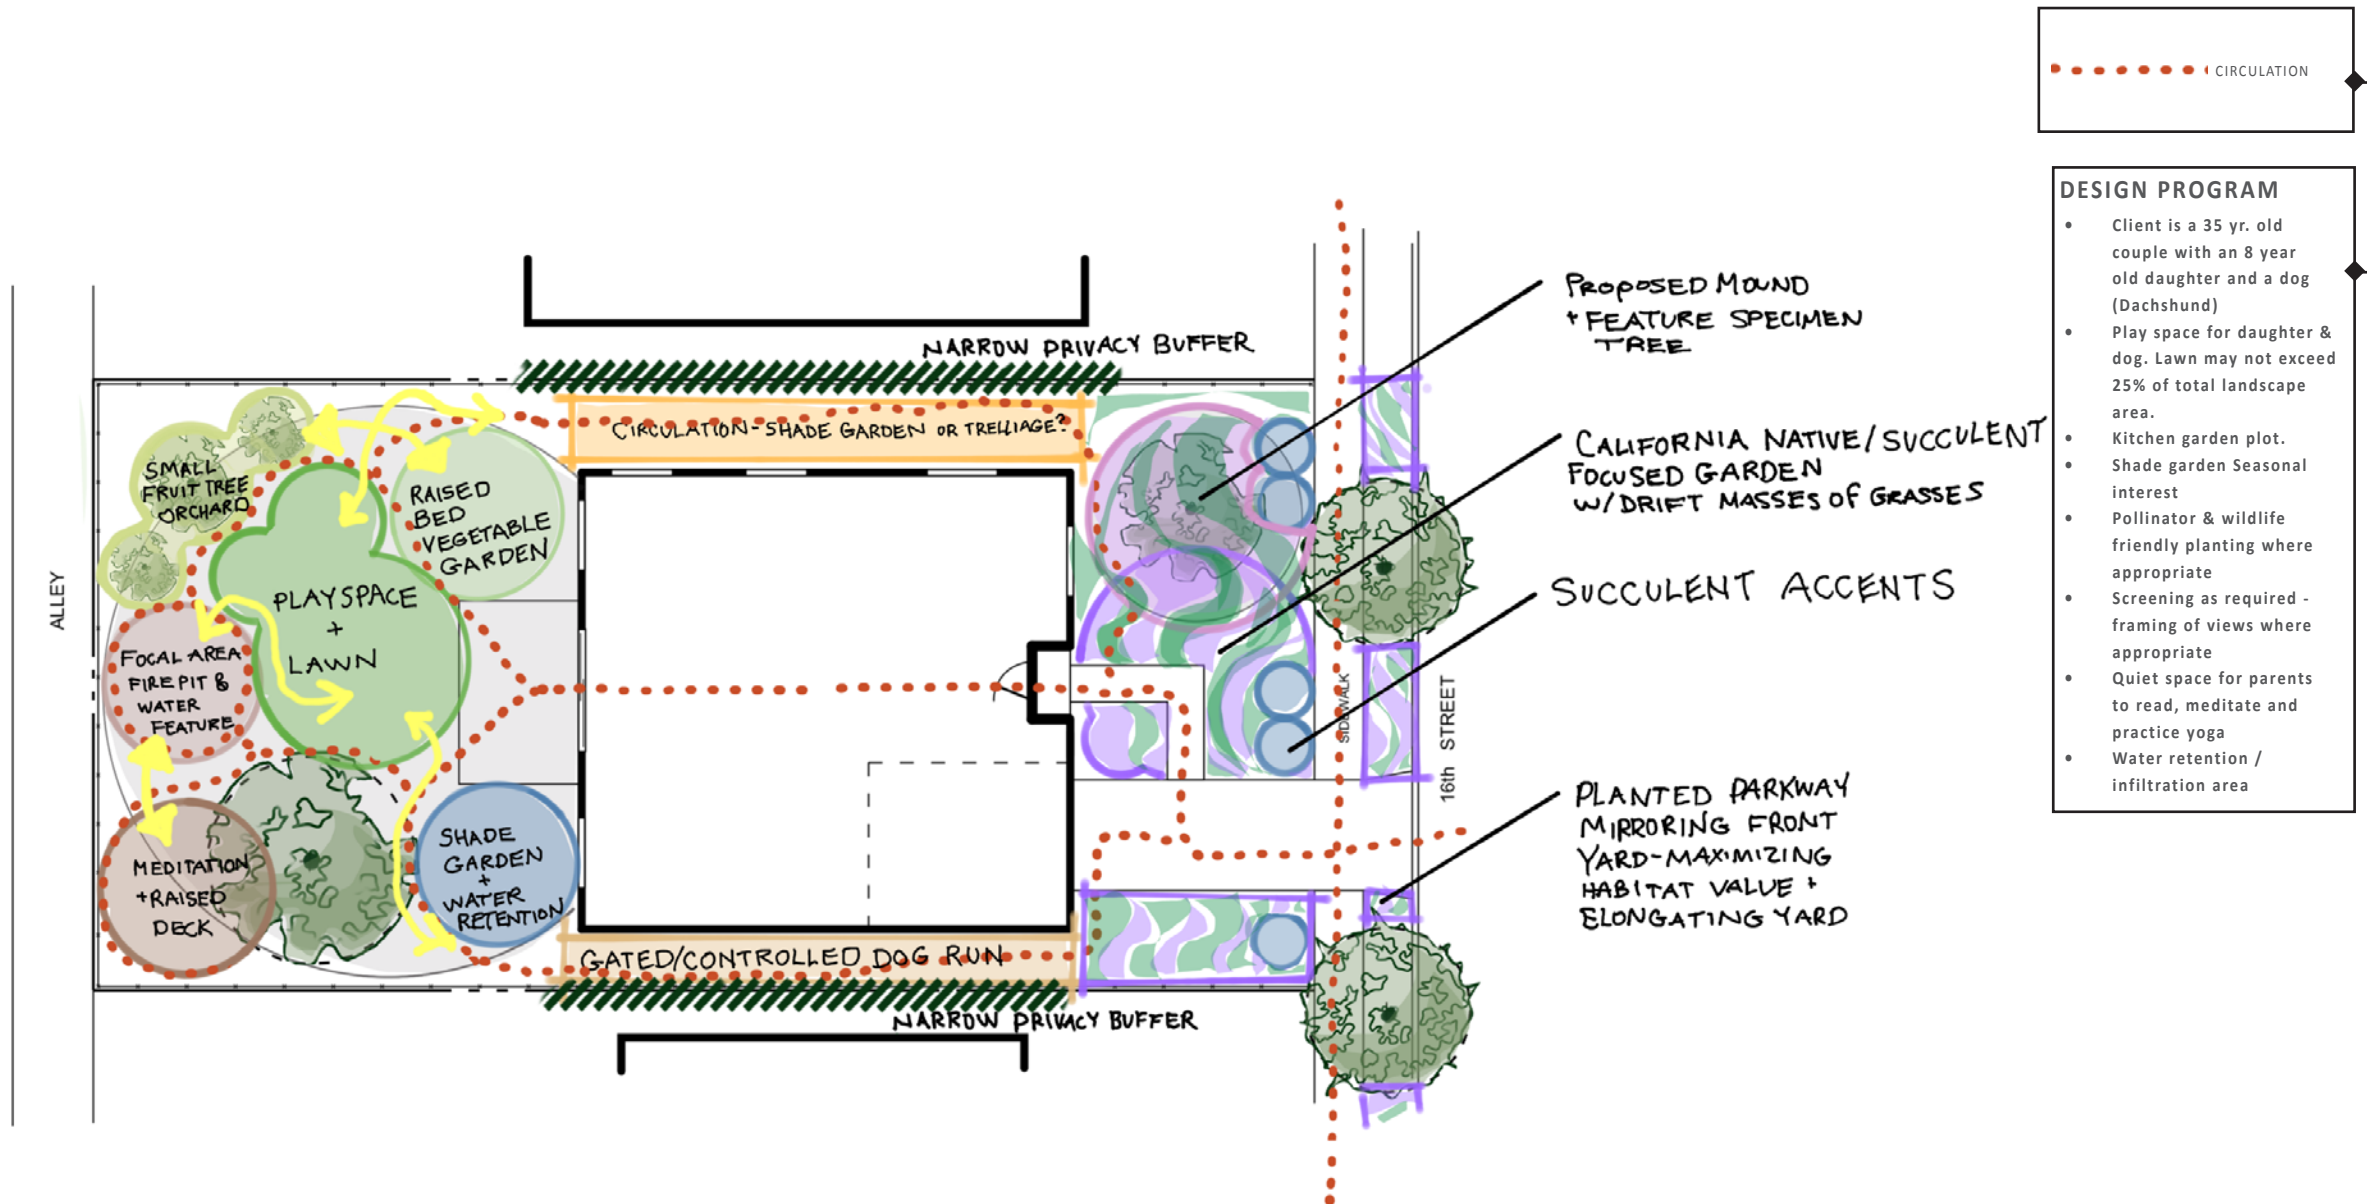 CIRCULATION
DESIGN PROGRAM
• Client is a 35 yr. old
couple with an 8 year
old daughter and a dog
(Dachshund)
• Play space for daughter &
dog. Lawn may not exceed
25% of total landscape
area.
• Kitchen garden plot.
• Shade garden Seasonal
interest
• Pollinator & wildlife
friendly planting where
appropriate
• Screening as required -
framing of views where
appropriate
• Quiet space for parents
to read, meditate and
practice yoga
• Water retention /
infiltration area
PROPOSED MOUND
+ FEATURE SPECIMEN
TREE
NARROW PRIVACY BUFFER
CIRCULATION-SHADE GARDEN OR TRELLIAGE?
CALIFORNIA NATIVE/SUCCULENT
FOCUSED GARDEN
W/DRIFT MASSES OF GRASSES
SMALL
FRUIT TREE
ORCHARD
RAISED
BED
VEGETABLE
GARDEN
ALLEY
PLAYSPACE
+
LAWN
SUCCULENT ACCENTS
FOCAL AREA
FIREPIT &
WATER
FEATURE
SIDEWALK
16th STREET
PLANTED PARKWAY
MIRRORING FRONT
YARD-MAXIMIZING
HABITAT VALUE +
ELONGATING YARD
SHADE
GARDEN
+
WATER
RETENTION
MEDITATION
+RAISED
DECK
GATED/CONTROLLED DOG RUN
NARROW PRIVACY BUFFER